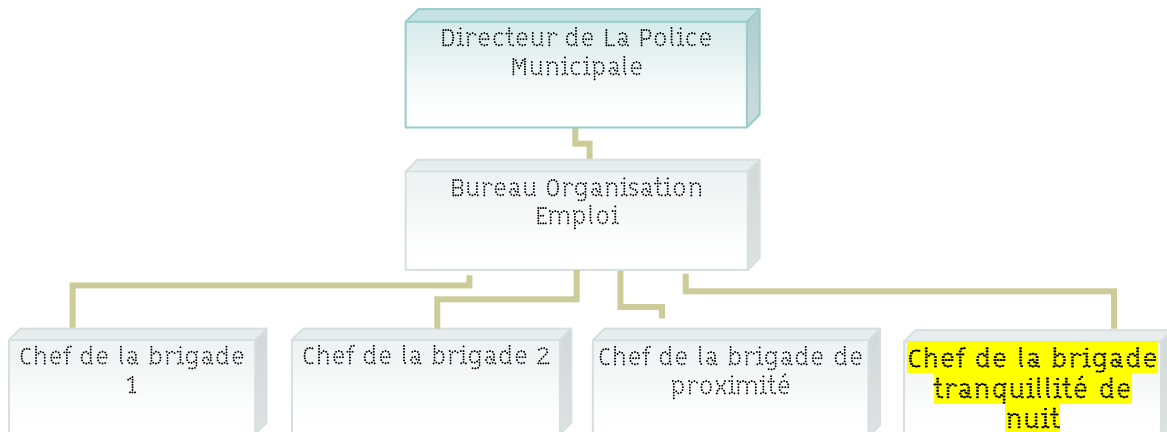 Directeur de La Police
Municipale
Bureau Organisation
Emploi
Chef de la brigade
1
Chef de la brigade 2
Chef de la brigade de
proximité
Chef de la brigade
tranquillité de
nuit